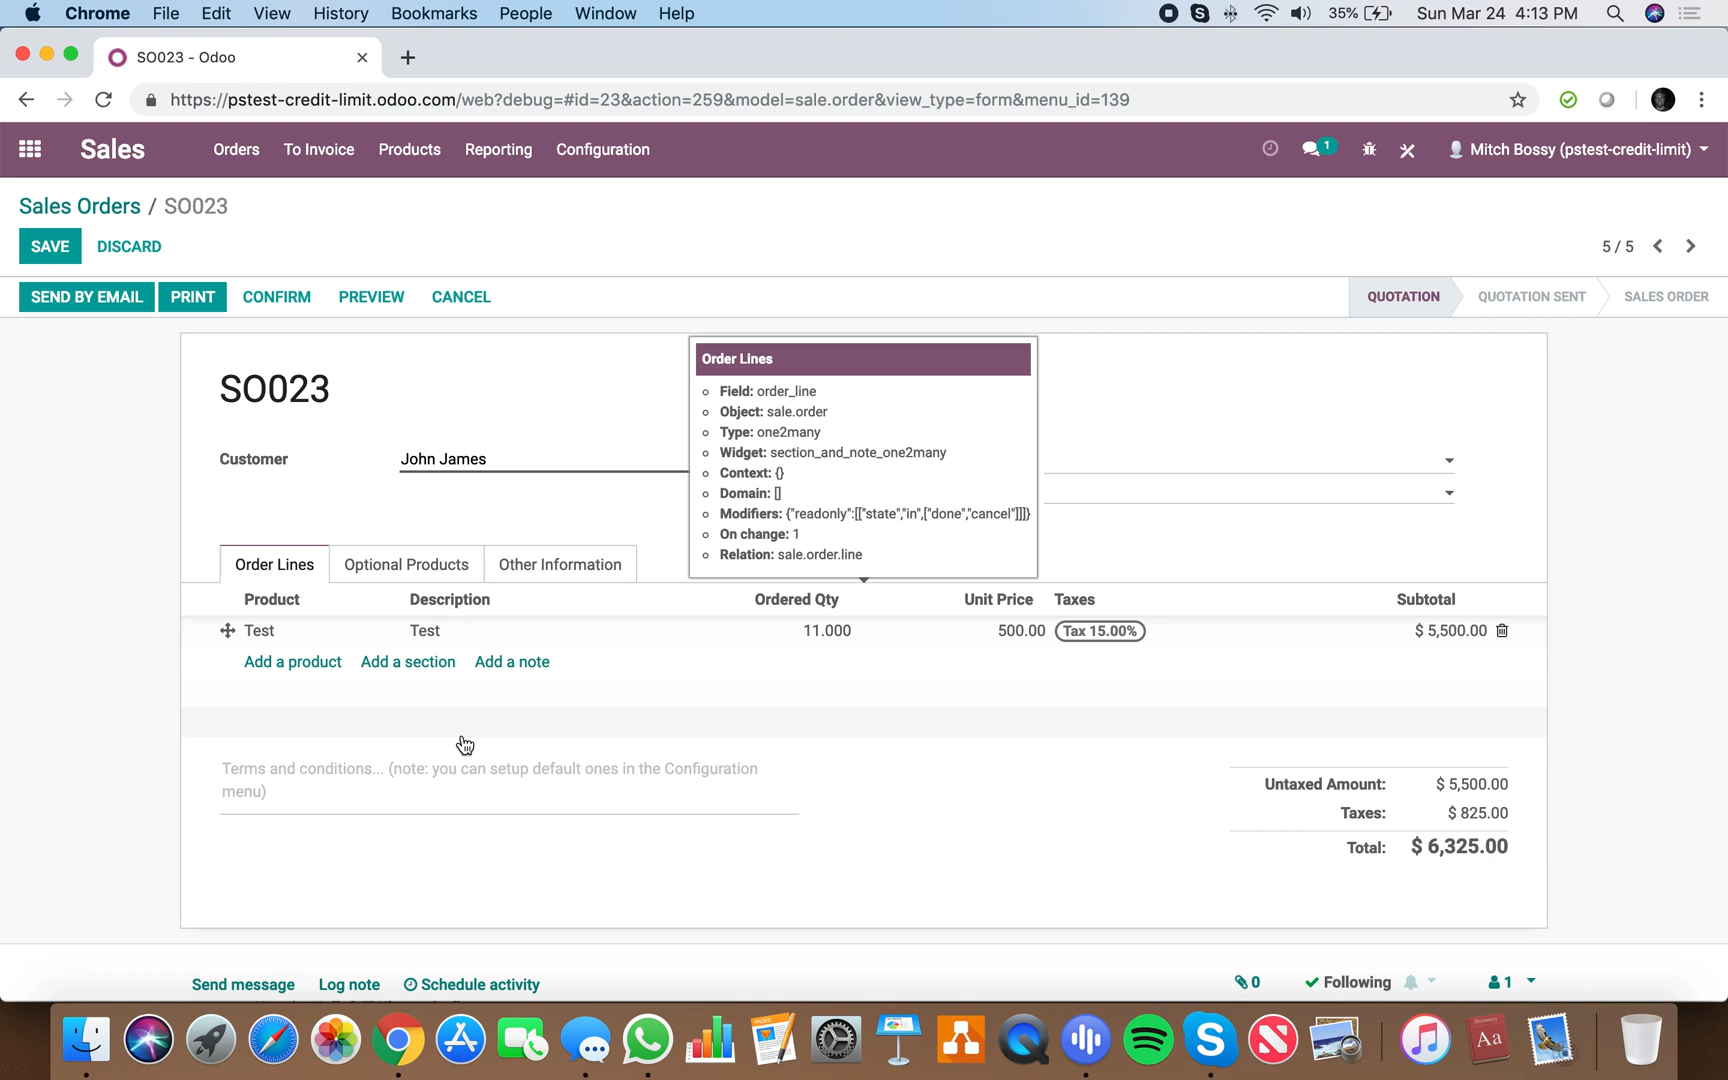 Chrome File Edit View History Bookmarks People Window Help 35% Sun Mar 24 4:13 PM
SO023 - Odoo
https://pstest-credit-limit.odoo.com/web?debug=#id=23&action=259&model=sale.order&view_type=form&menu_id=139
Sales Orders To Invoice Products Reporting Configuration 1 Mitch Bossy (pstest-credit-limit)
Sales Orders / SO023
SAVE DISCARD 5 / 5
SEND BY EMAIL PRINT CONFIRM PREVIEW CANCEL QUOTATION QUOTATION SENT SALES ORDER
Order Lines
SO023
Field: order_line
Object: sale.order
Type: one2many
Customer John James
Widget: section_and_note_one2many
Context: {}
Domain: []
Modifiers: {"readonly":[["state","in",["done","cancel"]]]}
On change: 1
Relation: sale.order.line
Order Lines Optional Products Other Information
Product Description Ordered Qty Unit Price Taxes Subtotal
Test Test 11.000 500.00 Tax 15.00% $ 5,500.00
Add a product Add a section Add a note
Terms and conditions... (note: you can setup default ones in the Configuration
menu)
Untaxed Amount: $ 5,500.00
Taxes: $ 825.00
Total: $ 6,325.00
Send message Log note Schedule activity 0 Following 1